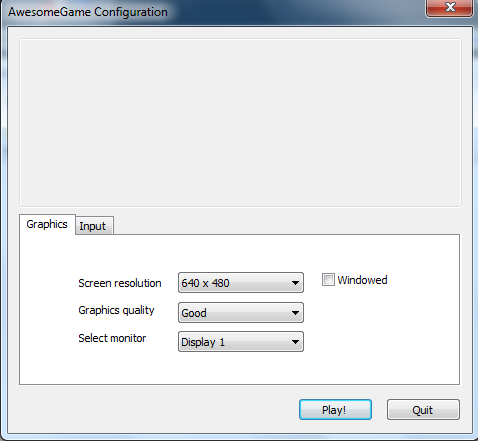 AwesomeGame Configuration
Graphics
Input
Screen resolution 640 x 480 Windowed
Graphics quality Good
Select monitor Display 1
Play! Quit